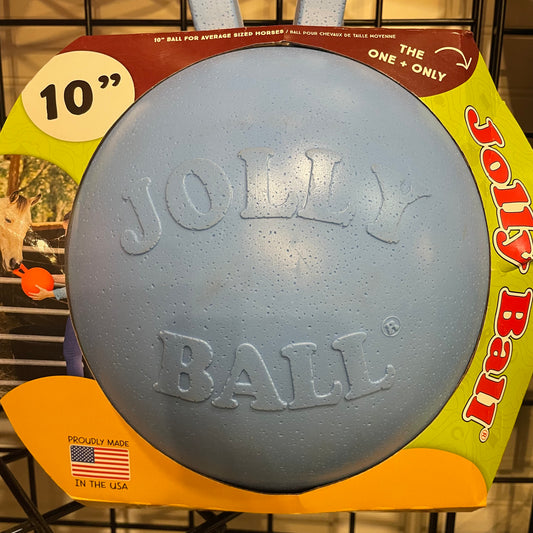 10" BALL FOR AVERAGE SIZED HORSES / BALL POUR CHEVAUX DE TAILLE MOYENNE
10"
THE
ONE + ONLY
JOLLY
BALL®
Jolly Ball®
PROUDLY MADE
IN THE USA